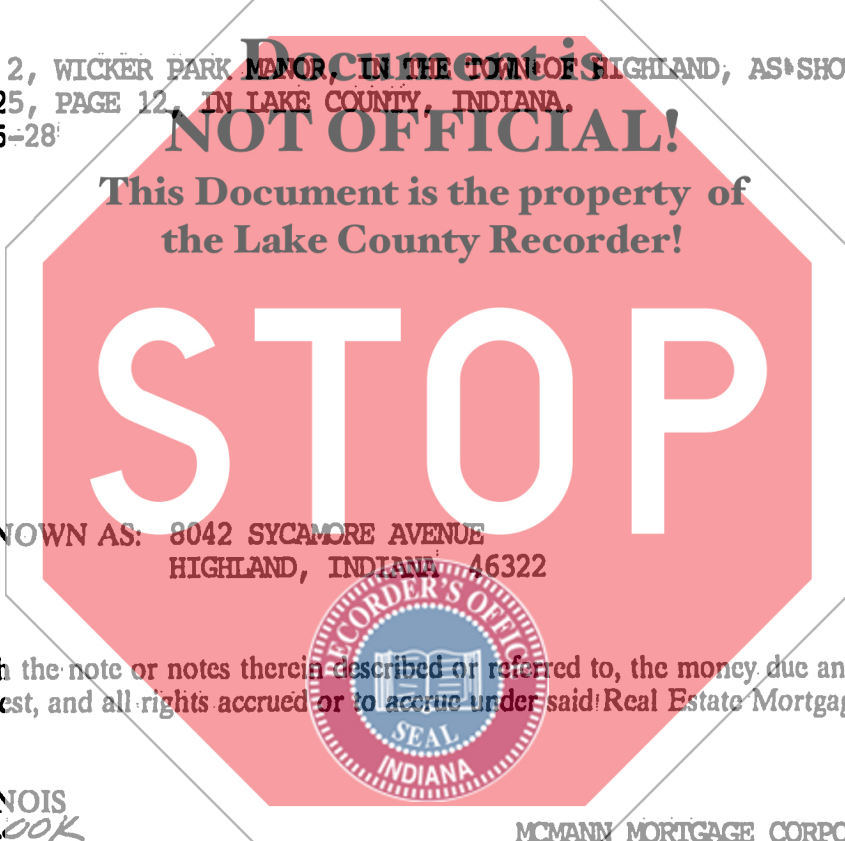 Document is
2, WICKER PARK MANOR, IN THE TOWN OF HIGHLAND, AS SHO
25, PAGE 12, IN LAKE COUNTY, INDIANA.
5-28
NOT OFFICIAL!
This Document is the property of
the Lake County Recorder!
STOP
NOWN AS: 8042 SYCAMORE AVENUE
HIGHLAND, INDIANA 46322
RECORDER'S OFFICE
SEAL
INDIANA
h the note or notes therein described or referred to, the money due an
est, and all rights accrued or to accrue under said Real Estate Mortgag
NOIS
COOK
MCMANN MORTGAGE CORPO